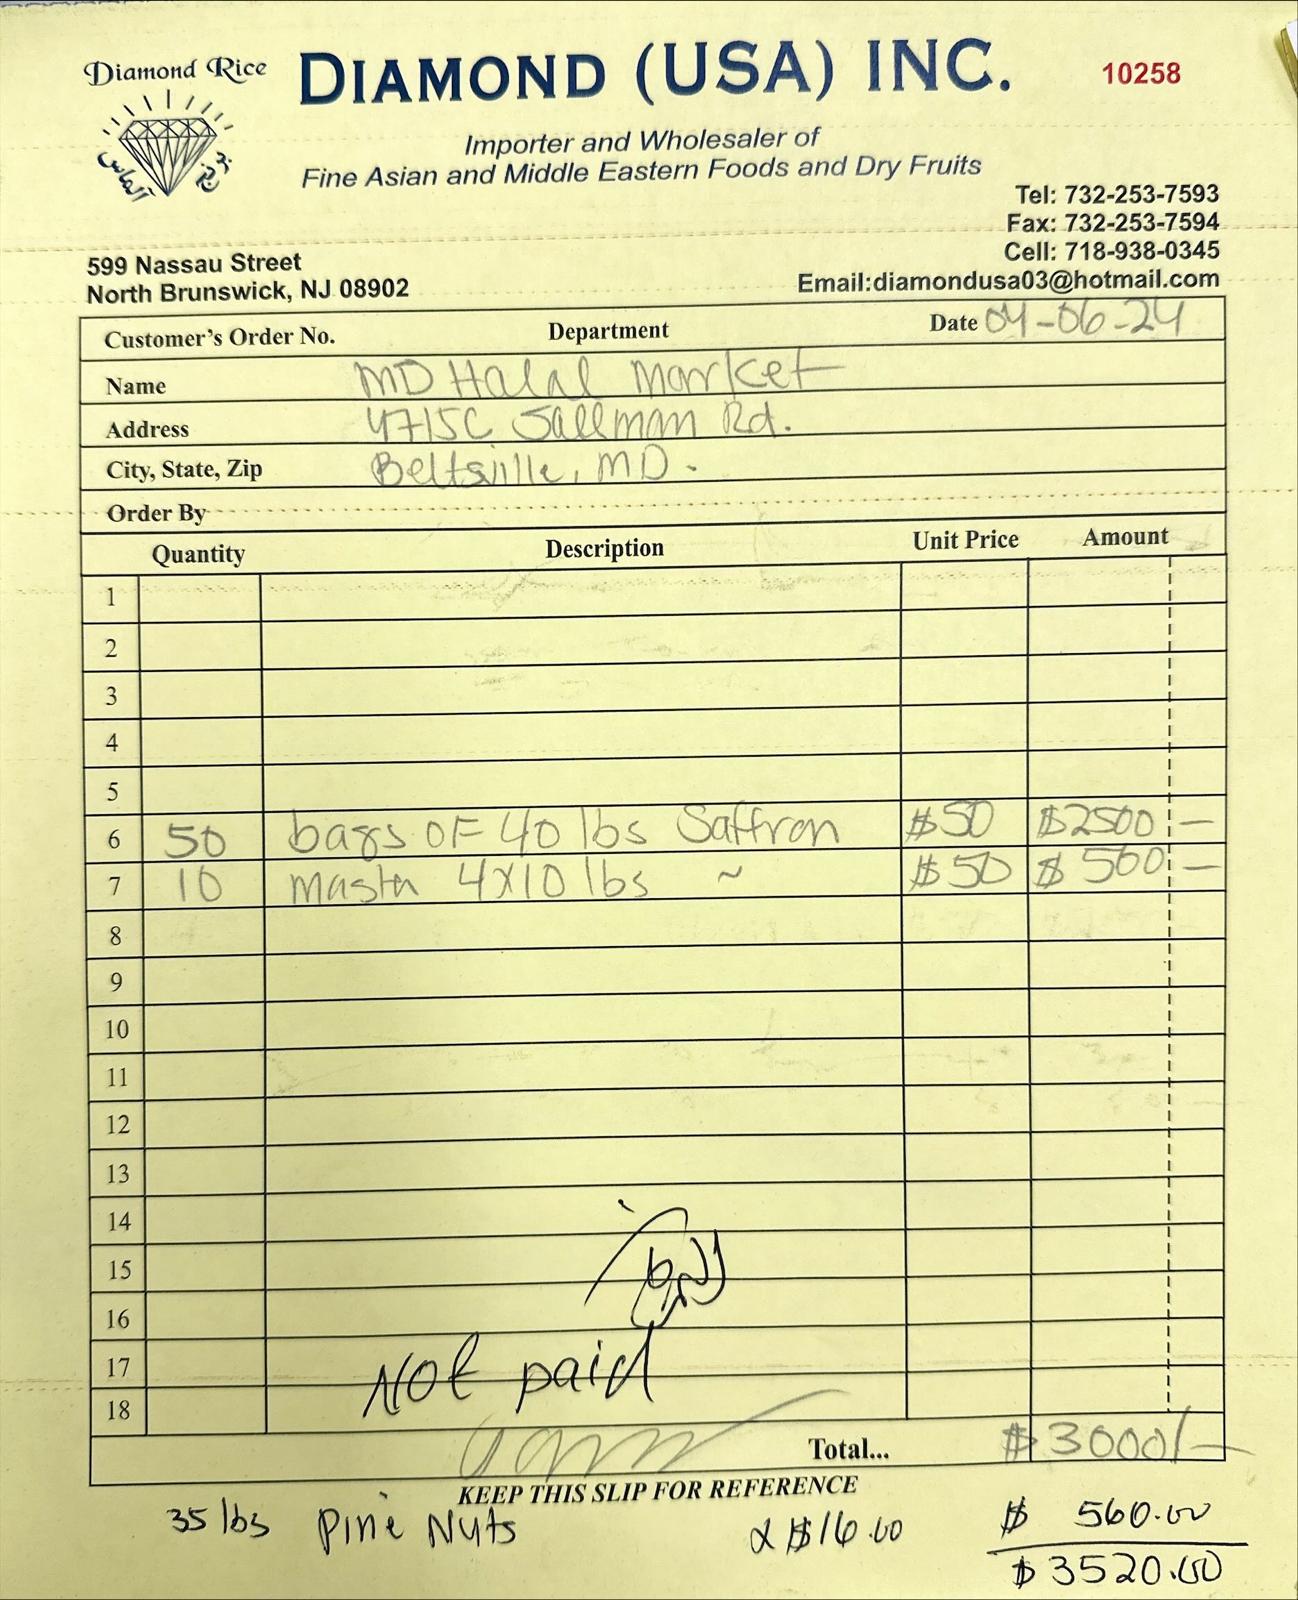 Diamond Rice
DIAMOND (USA) INC.
10258
Importer and Wholesaler of
Fine Asian and Middle Eastern Foods and Dry Fruits
الماس
Tel: 732-253-7593
Fax: 732-253-7594
Cell: 718-938-0345
Email:diamondusa03@hotmail.com
599 Nassau Street
North Brunswick, NJ 08902
Customer's Order No. Department Date 04-06-24
Name MD Halal Market
Address 4715C Sallman Rd.
City, State, Zip Beltsville, MD.
Order By
Quantity Description Unit Price Amount
1
2
3
4
5
6 50 bags OF 40 lbs Saffron $50 $2500 —
7 10 4X10 lbs ~ $50 $ 500 —
8
9
10
11
12
13
14
15
16
17
18
Not paid
Total... $3000/—
KEEP THIS SLIP FOR REFERENCE
35 lbs Pine Nuts $16.00 $ 560.00
$3520.00